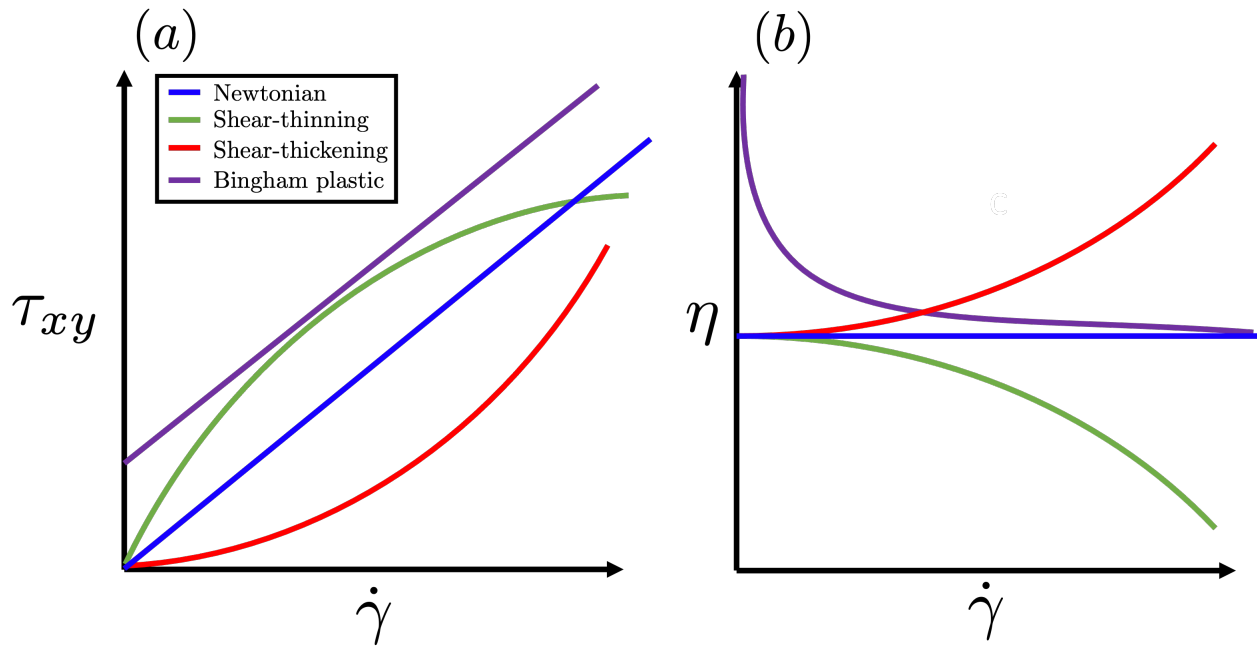 (a)
Newtonian
Shear-thinning
Shear-thickening
Bingham plastic
τxy
γ̇
(b)
c
η
γ̇